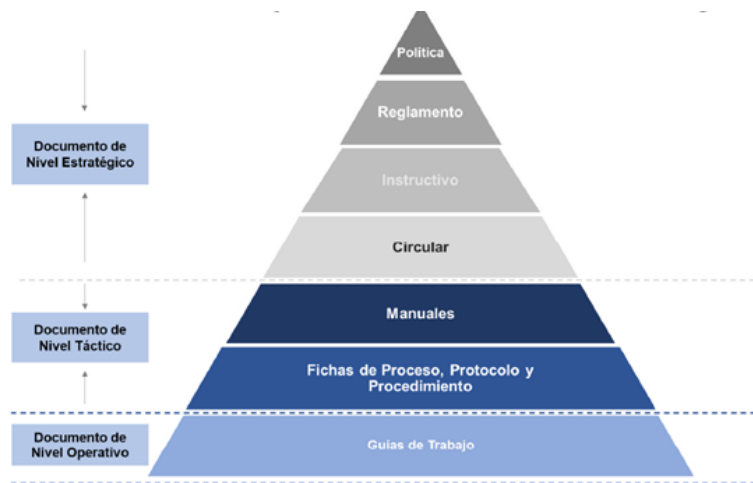 Política
Reglamento
Documento de
Nivel Estratégico
Instructivo
Circular
Manuales
Documento de
Nivel Táctico
Fichas de Proceso, Protocolo y
Procedimiento
Documento de
Nivel Operativo
Guías de Trabajo